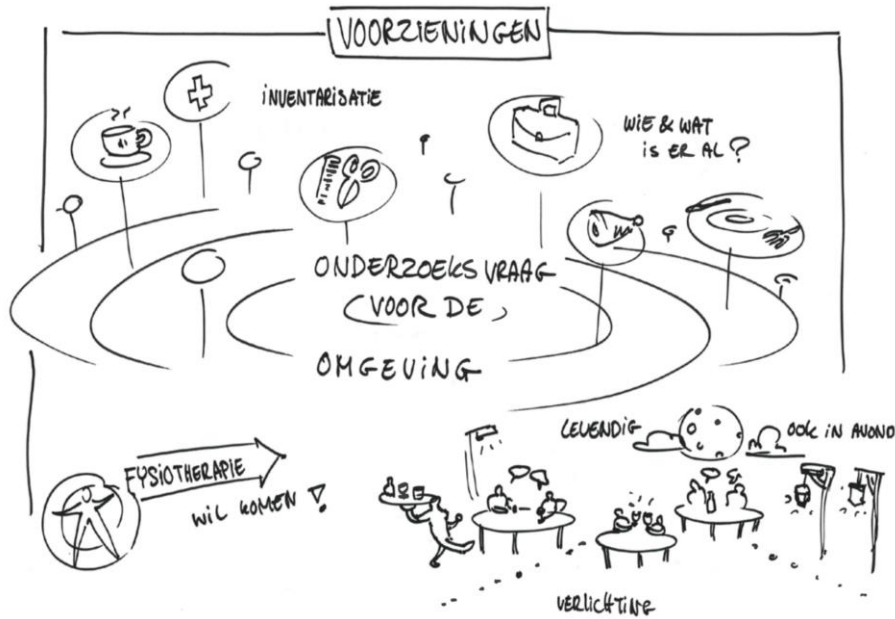 VOORZIENINGEN
INVENTARISATIE
WIE & WAT
IS ER AL?
ONDERZOEKSVRAAG
VOOR DE
OMGEVING
LEVENDIG
OOK IN AVOND
FYSIOTHERAPIE
WIL KOMEN!
VERLICHTING